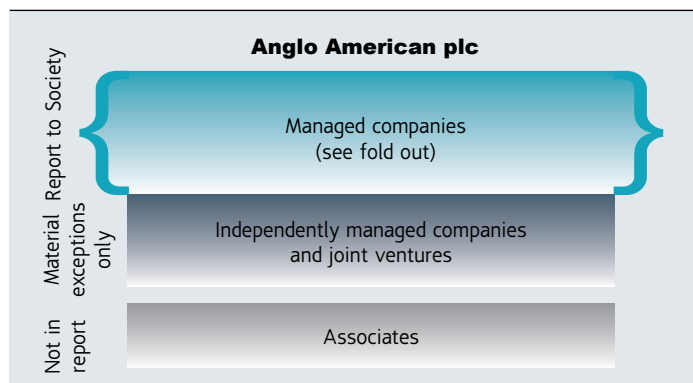 Anglo American plc
Report to Society
Managed companies
(see fold out)
Material
exceptions
only
Independently managed companies
and joint ventures
Not in
report
Associates